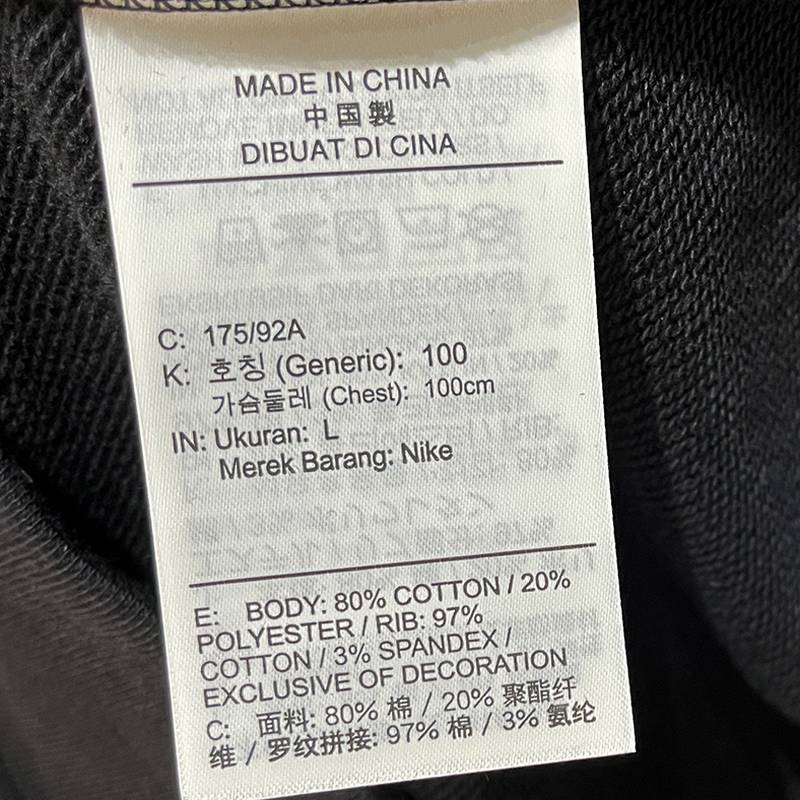 MADE IN CHINA
中国製
DIBUAT DI CINA
C: 175/92A
K: 호칭 (Generic): 100
가슴둘레 (Chest): 100cm
IN: Ukuran: L
Merek Barang: Nike
E: BODY: 80% COTTON / 20%
POLYESTER / RIB: 97%
COTTON / 3% SPANDEX /
EXCLUSIVE OF DECORATION
C: 面料: 80% 棉 / 20% 聚酯纤
维 / 罗纹拼接: 97% 棉 / 3% 氨纶